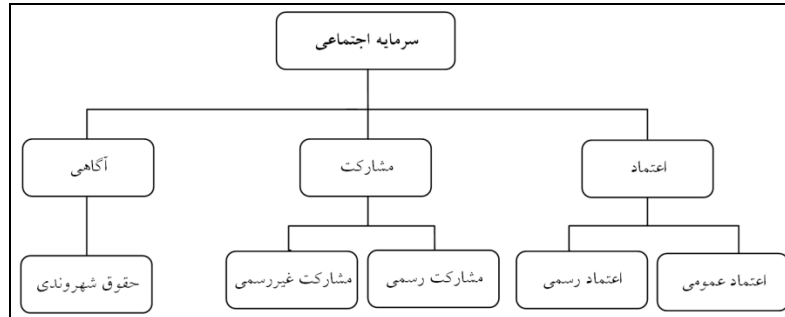 سرمایه اجتماعی
اعتماد
مشارکت
آگاهی
اعتماد عمومی
اعتماد رسمی
مشارکت رسمی
مشارکت غیررسمی
حقوق شهروندی